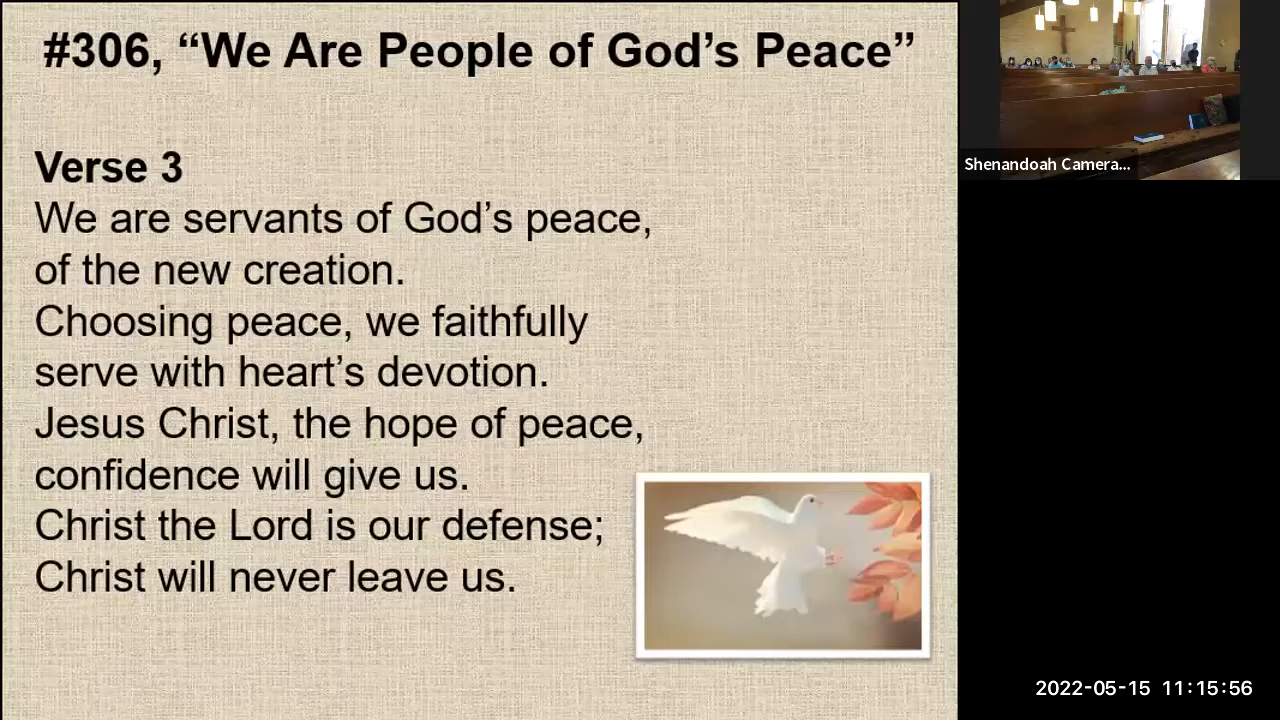 #306, “We Are People of God’s Peace”
Verse 3
We are servants of God’s peace,
of the new creation.
Choosing peace, we faithfully
serve with heart’s devotion.
Jesus Christ, the hope of peace,
confidence will give us.
Christ the Lord is our defense;
Christ will never leave us.
Shenandoah Camera...
2022-05-15 11:15:56